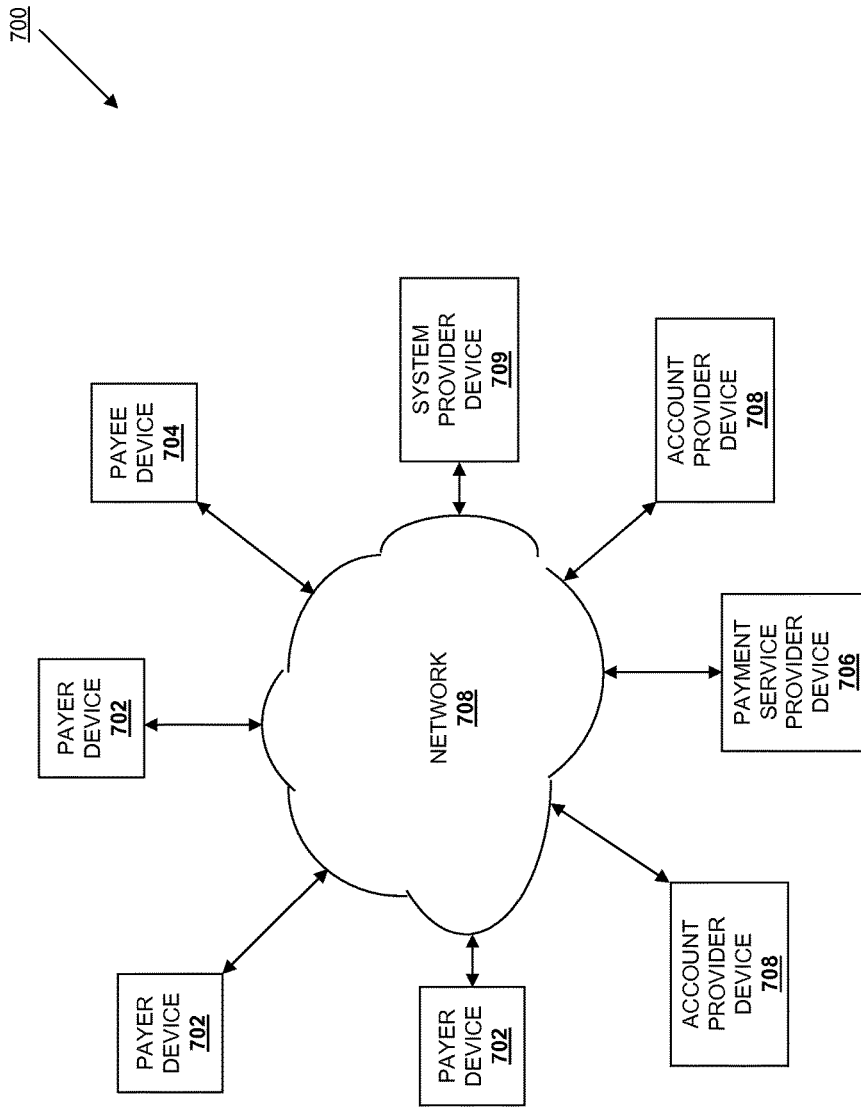 700
PAYER
DEVICE
702
PAYER
DEVICE
702
PAYEE
DEVICE
704
PAYER
DEVICE
702
NETWORK
708
SYSTEM
PROVIDER
DEVICE
709
ACCOUNT
PROVIDER
DEVICE
708
PAYMENT
SERVICE
PROVIDER
DEVICE
706
ACCOUNT
PROVIDER
DEVICE
708